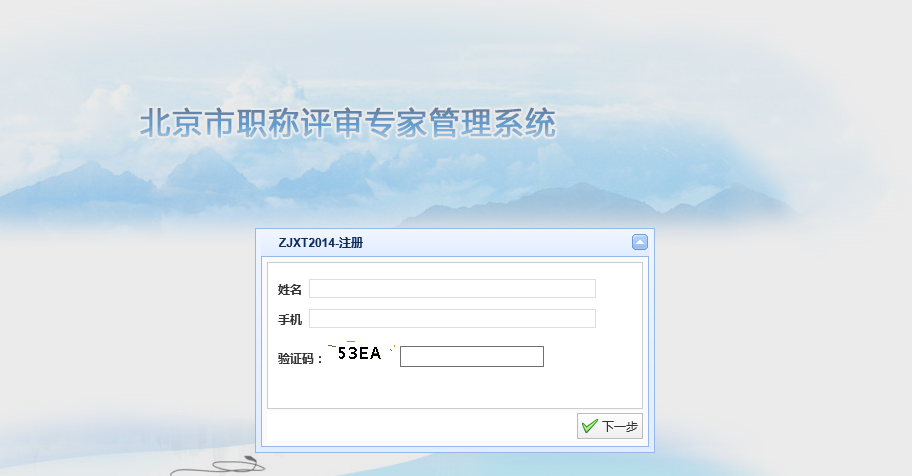 北京市职称评审专家管理系统
ZJXT2014-注册
姓名
手机
验证码： 53EA
下一步